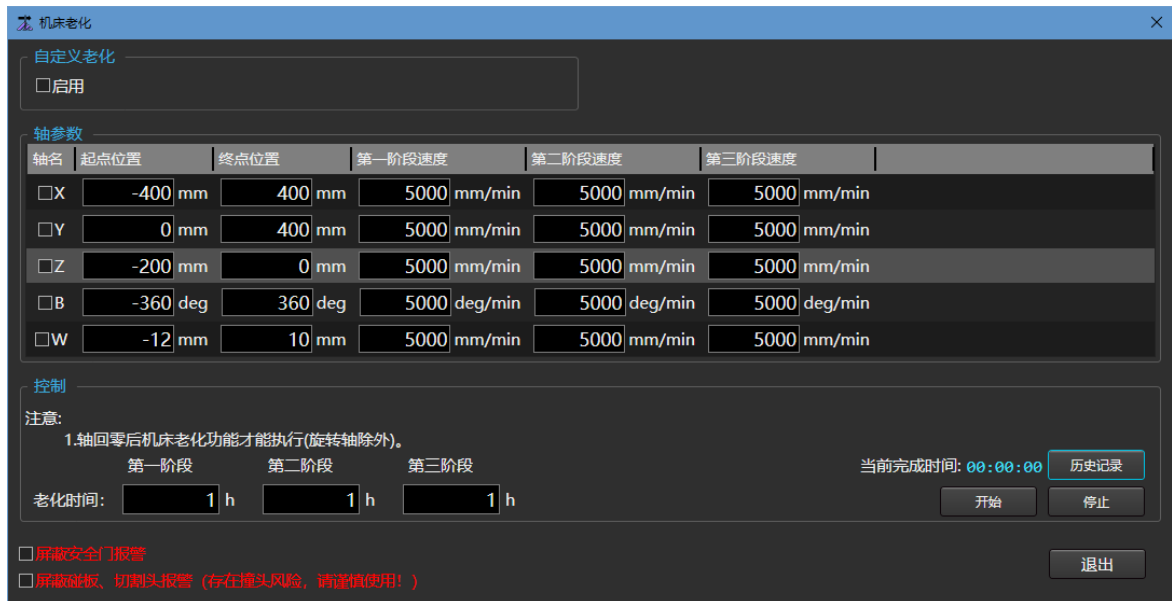 机床老化
自定义老化
启用
轴参数
轴名 起点位置 终点位置 第一阶段速度 第二阶段速度 第三阶段速度
X -400 mm 400 mm 5000 mm/min 5000 mm/min 5000 mm/min
Y 0 mm 400 mm 5000 mm/min 5000 mm/min 5000 mm/min
Z -200 mm 0 mm 5000 mm/min 5000 mm/min 5000 mm/min
B -360 deg 360 deg 5000 deg/min 5000 deg/min 5000 deg/min
W -12 mm 10 mm 5000 mm/min 5000 mm/min 5000 mm/min
控制
注意:
1.轴回零后机床老化功能才能执行(旋转轴除外)。
第一阶段 第二阶段 第三阶段
当前完成时间: 00:00:00 历史记录
老化时间: 1 h 1 h 1 h
开始 停止
屏蔽安全门报警
屏蔽碰板、切割头报警（存在撞头风险，请谨慎使用！）
退出